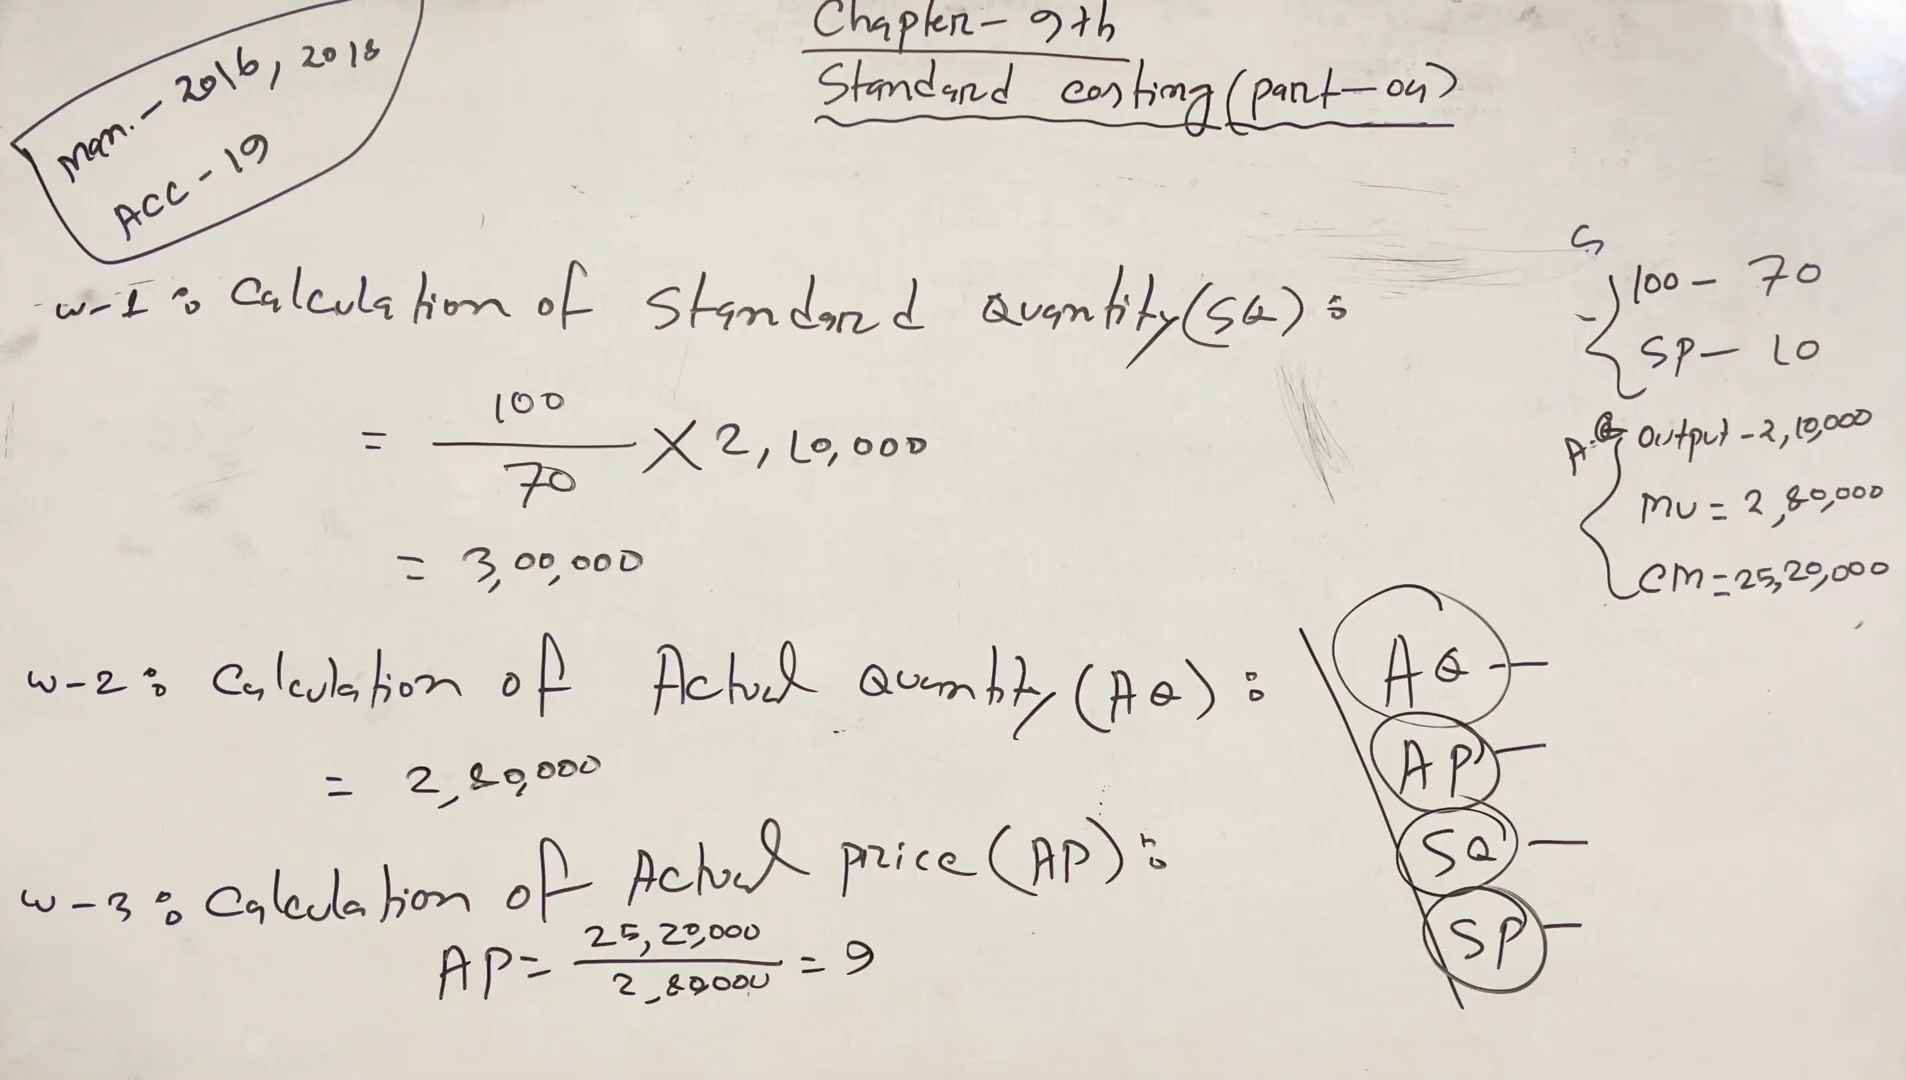 Man. - 2016, 2018
ACC - 19
Chapter - 9th
Standard costing (part-04)
w-1: Calculation of Standard Quantity (SQ):
= 100/70 X 2,10,000
= 3,00,000
w-2: Calculation of Actual Quantity (AQ):
= 2,80,000
w-3: Calculation of Actual price (AP):
AP = 25,20,000/2,80000 = 9
S
100 - 70
SP - 10
Output - 2,10,000
MU = 2,80,000
CM = 25,20,000
AQ -
AP -
SQ -
SP -